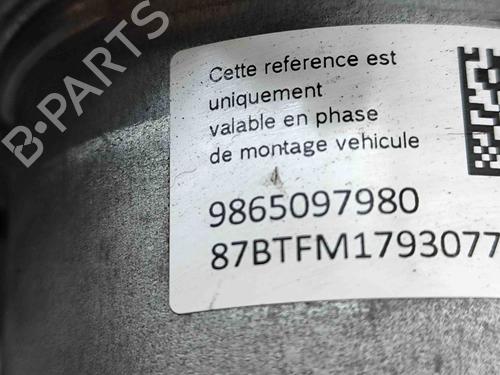 B-PARTS
Cette reference est
uniquement
valable en phase
de montage vehicule
9865097980
87BTFM1793077